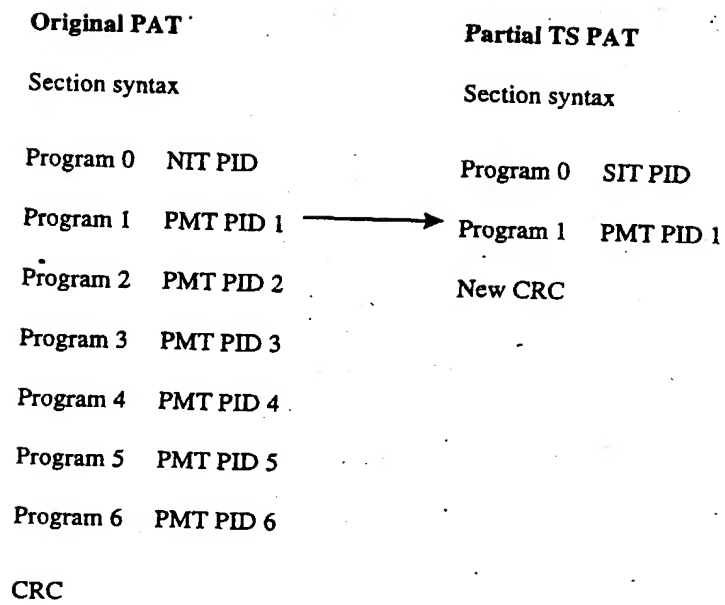 Original PAT
Section syntax
Program 0 NIT PID
Program 1 PMT PID 1
Program 2 PMT PID 2
Program 3 PMT PID 3
Program 4 PMT PID 4
Program 5 PMT PID 5
Program 6 PMT PID 6
CRC
Partial TS PAT
Section syntax
Program 0 SIT PID
Program 1 PMT PID 1
New CRC